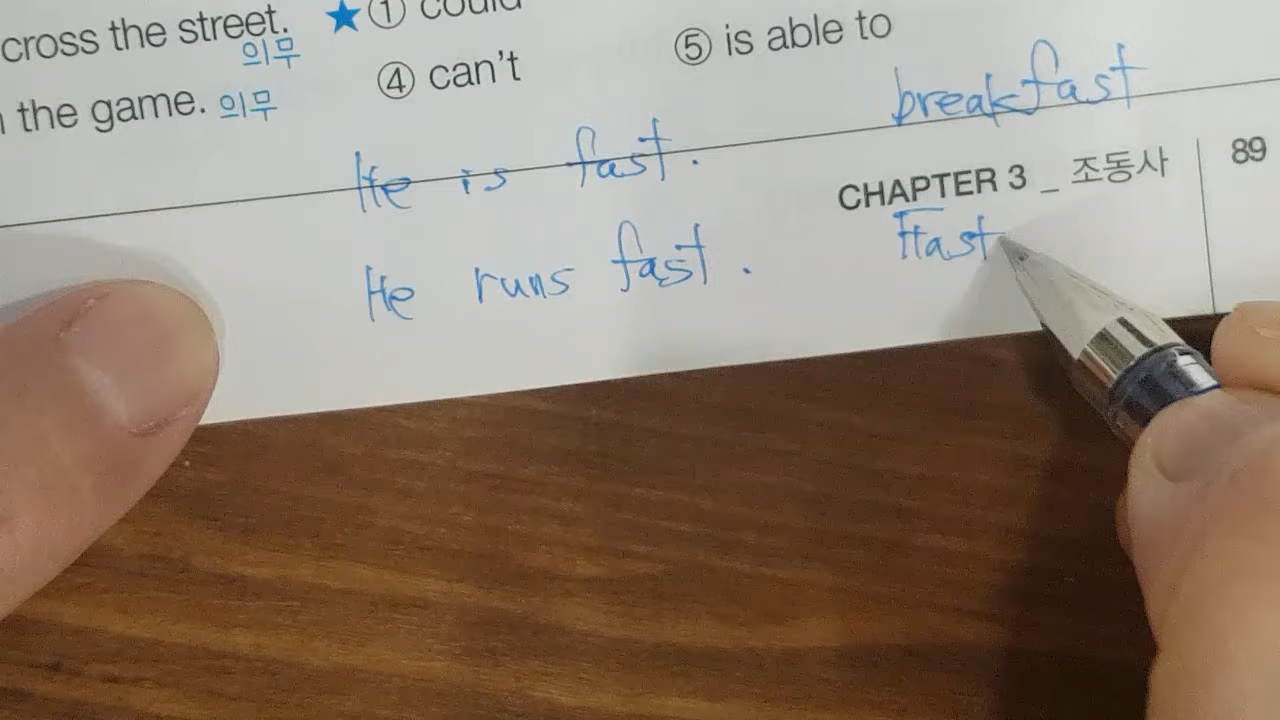 cross the street. ★① could
의무
④ can't ⑤ is able to
the game. 의무
breakfast
He is fast.
CHAPTER 3 _ 조동사 89
He runs fast.